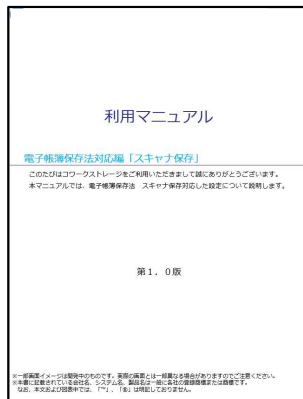 利用マニュアル
電子帳簿保存法対応編「スキャナ保存」
このたびはコワークストレージをご利用いただきまして誠にありがとうございます。
本マニュアルでは、電子帳簿保存法　スキャナ保存対応した設定について説明します。
第１．０版
※一部画面イメージは開発中のものです。実際の画面とは一部異なる場合がありますのでご注意ください。
※本書に記載されている会社名、システム名、製品名は一般に各社の登録商標または商標です。
なお、本文および図表中では、「™」、「®」は明記しておりません。